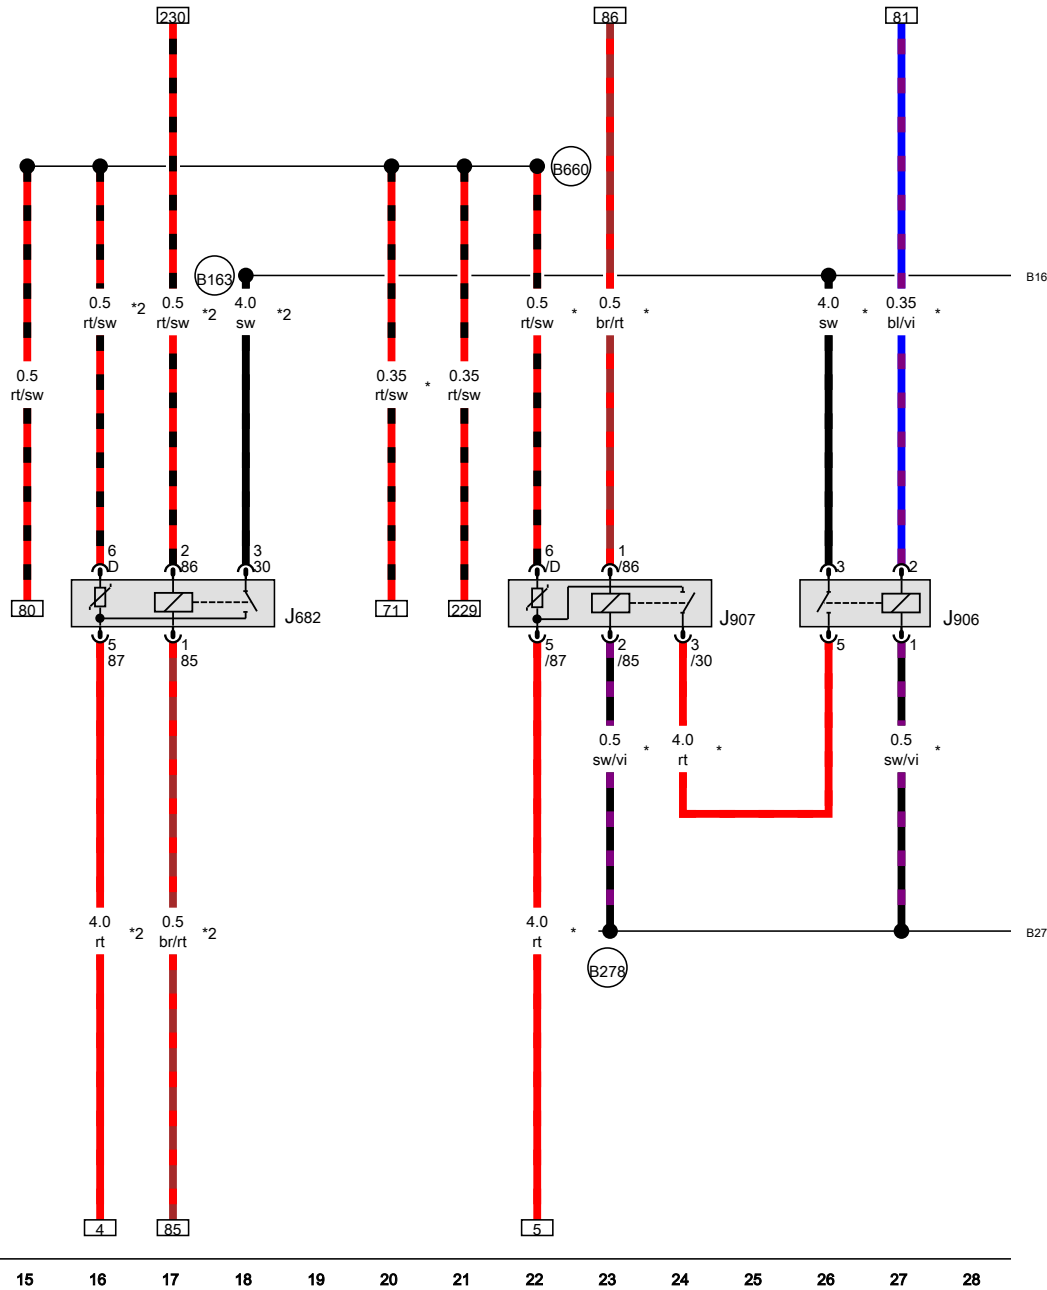 230
86
81
B660
B163
B16
0.5
rt/sw
*2
0.5
rt/sw
*2
4.0
sw
*2
0.5
rt/sw
*
0.5
br/rt
*
4.0
sw
*
0.35
bl/vi
*
0.5
rt/sw
0.35
rt/sw
*
0.35
rt/sw
6
D
2
86
3
30
6
/D
1
/86
3
2
80
71
229
J682
J907
J906
5
87
1
85
5
/87
2
/85
3
/30
5
1
0.5
sw/vi
*
4.0
rt
*
0.5
sw/vi
*
4.0
rt
*2
0.5
br/rt
*2
4.0
rt
*
B27
B278
4
85
5
15 16 17 18 19 20 21 22 23 24 25 26 27 28